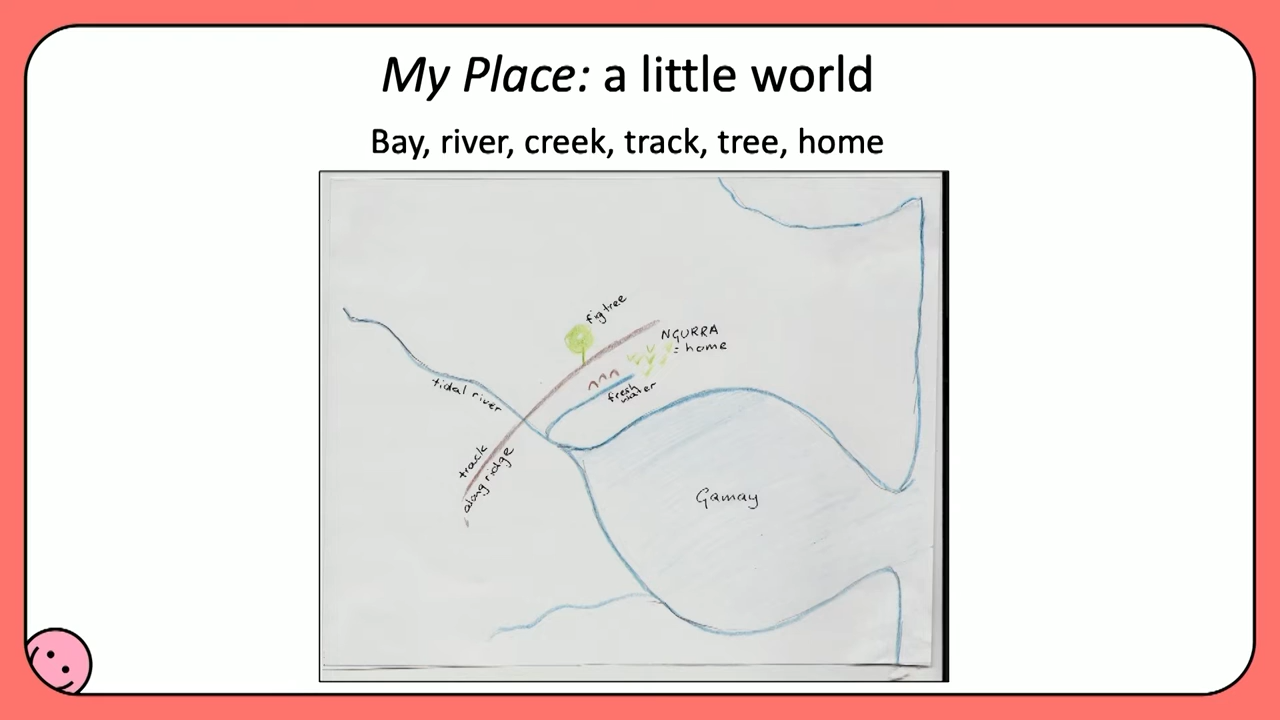 My Place: a little world
Bay, river, creek, track, tree, home
fig tree
NGURRA
= home
tidal river
fresh
water
track
along ridge
Gamay